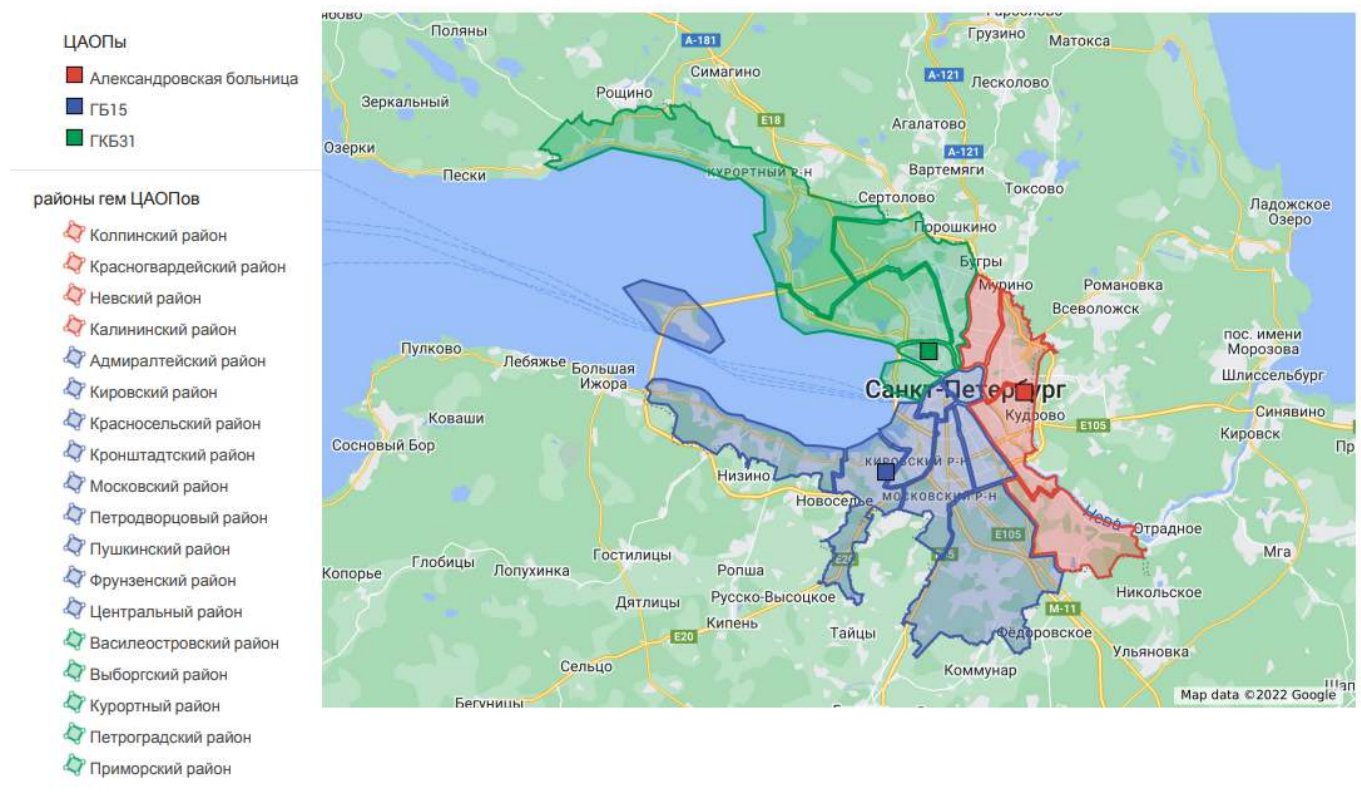 ЦАОПы
Александровская больница
ГБ15
ГКБ31
районы гем ЦАОПов
Колпинский район
Красногвардейский район
Невский район
Калининский район
Адмиралтейский район
Кировский район
Красносельский район
Кронштадтский район
Московский район
Петродворцовый район
Пушкинский район
Фрунзенский район
Центральный район
Василеостровский район
Выборгский район
Курортный район
Петроградский район
Приморский район
Поляны
А-181
Грузино
Матокса
Симагино
А-121
Лесколово
Рощино
Зеркальный
Е18
Агалатово
Озерки
А-121
Пески
КУРОРТНЫЙ Р-Н
Вартемяги
Токсово
Сертолово
Ладожское
Озеро
Порошкино
Бугры
Мурино
Романовка
Всеволожск
пос. имени
Морозова
Пулково
Лебяжье
Большая
Ижора
Шлиссельбург
Санкт-Петербург
Кудрово
Синявино
Коваши
E105
Кировск
Пр
Сосновый Бор
КИРОВСКИЙ Р-Н
Низино
Новоселье
МОСКОВСКИЙ Р-Н
Нева
Отрадное
E105
Гостилицы
Мга
Копорье
Глобицы
Лопухинка
Ропша
E20
Никольское
Дятлицы
Русско-Высоцкое
М-11
Кипень
E20
Тайцы
Фёдоровское
Ульяновка
Сельцо
Коммунар
Бегуницы
Map data ©2022 Google